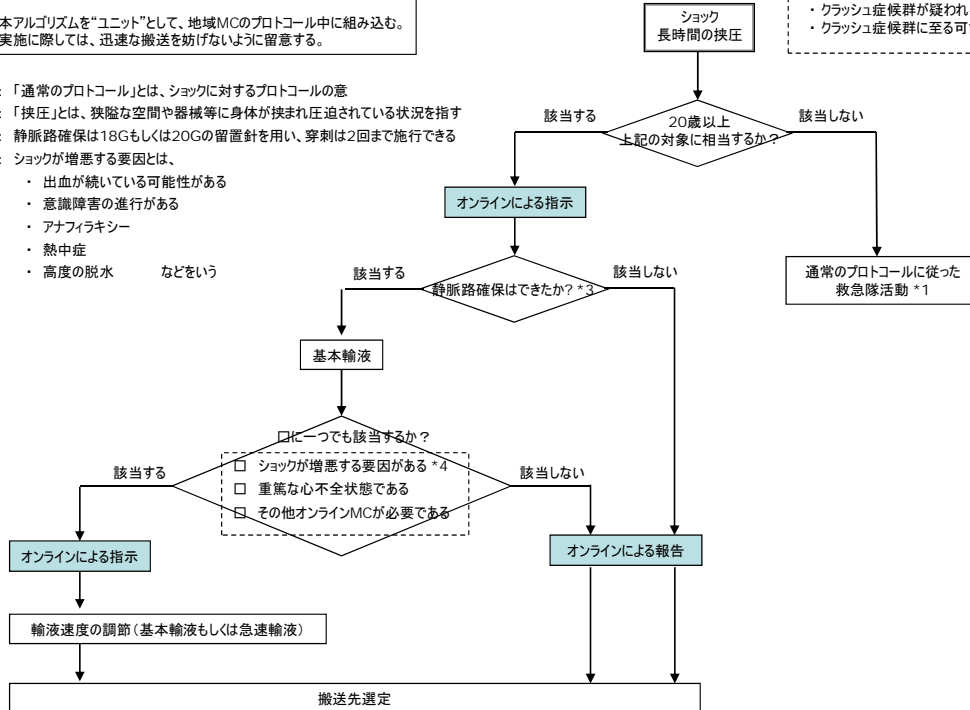 本アルゴリズムを“ユニット”として、地域MCのプロトコール中に組み込む。
実施に際しては、迅速な搬送を妨げないように留意する。
ショック
長時間の挟圧
・ クラッシュ症候群が疑われ
・ クラッシュ症候群に至る可
: 「通常のプロトコール」とは、ショックに対するプロトコールの意
: 「挟圧」とは、狭隘な空間や器械等に身体が挟まれ圧迫されている状況を指す
: 静脈路確保は18Gもしくは20Gの留置針を用い、穿刺は2回まで施行できる
: ショックが増悪する要因とは、
・ 出血が続いている可能性がある
・ 意識障害の進行がある
・ アナフィラキシー
・ 熱中症
・ 高度の脱水 などをいう
該当する
20歳以上
上記の対象に相当するか?
該当しない
オンラインによる指示
該当する
静脈路確保はできたか? *3
該当しない
通常のプロトコールに従った
救急隊活動 *1
基本輸液
□に一つでも該当するか?
該当する
□ ショックが増悪する要因がある *4
□ 重篤な心不全状態である
□ その他オンラインMCが必要である
該当しない
オンラインによる指示
オンラインによる報告
輸液速度の調節(基本輸液もしくは急速輸液)
搬送先選定